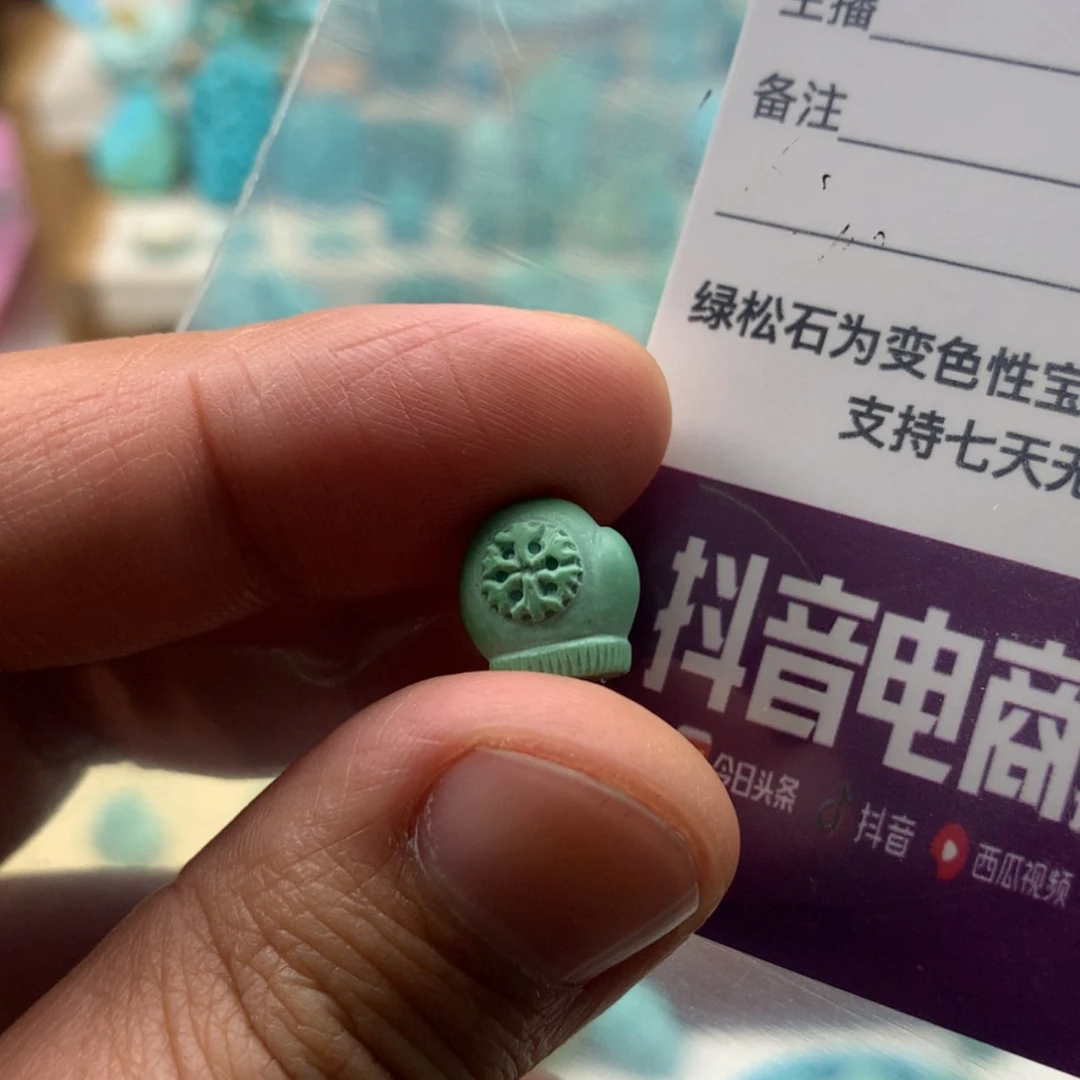 主播
备注
绿松石为变色性宝
支持七天无
抖音电商
今日头条 抖音 西瓜视频